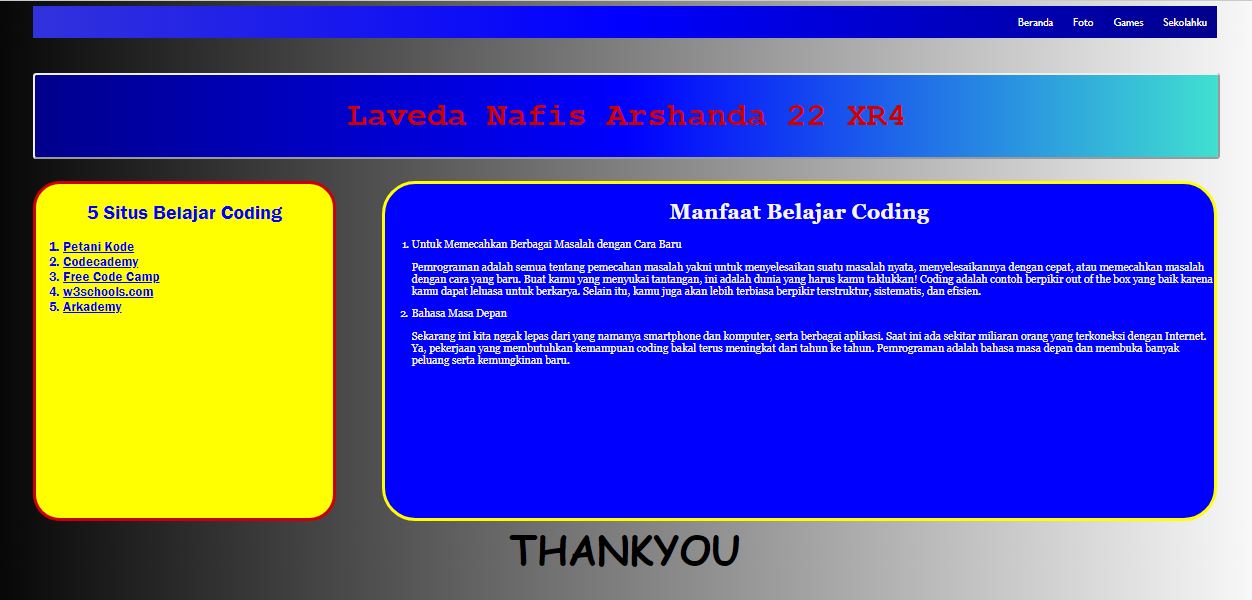 Beranda Foto Games Sekolahku
Laveda Nafis Arshanda 22 XR4
5 Situs Belajar Coding
1. Petani Kode
2. Codecademy
3. Free Code Camp
4. w3schools.com
5. Arkademy
Manfaat Belajar Coding
1. Untuk Memecahkan Berbagai Masalah dengan Cara Baru
Pemrograman adalah semua tentang pemecahan masalah yakni untuk menyelesaikan suatu masalah nyata, menyelesaikannya dengan cepat, atau memecahkan masalah
dengan cara yang baru. Buat kamu yang menyukai tantangan, ini adalah dunia yang harus kamu taklukkan! Coding adalah contoh berpikir out of the box yang baik karena
kamu dapat leluasa untuk berkarya. Selain itu, kamu juga akan lebih terbiasa berpikir terstruktur, sistematis, dan efisien.
2. Bahasa Masa Depan
Sekarang ini kita nggak lepas dari yang namanya smartphone dan komputer, serta berbagai aplikasi. Saat ini ada sekitar miliaran orang yang terkoneksi dengan Internet.
Ya, pekerjaan yang membutuhkan kemampuan coding bakal terus meningkat dari tahun ke tahun. Pemrograman adalah bahasa masa depan dan membuka banyak
peluang serta kemungkinan baru.
THANKYOU